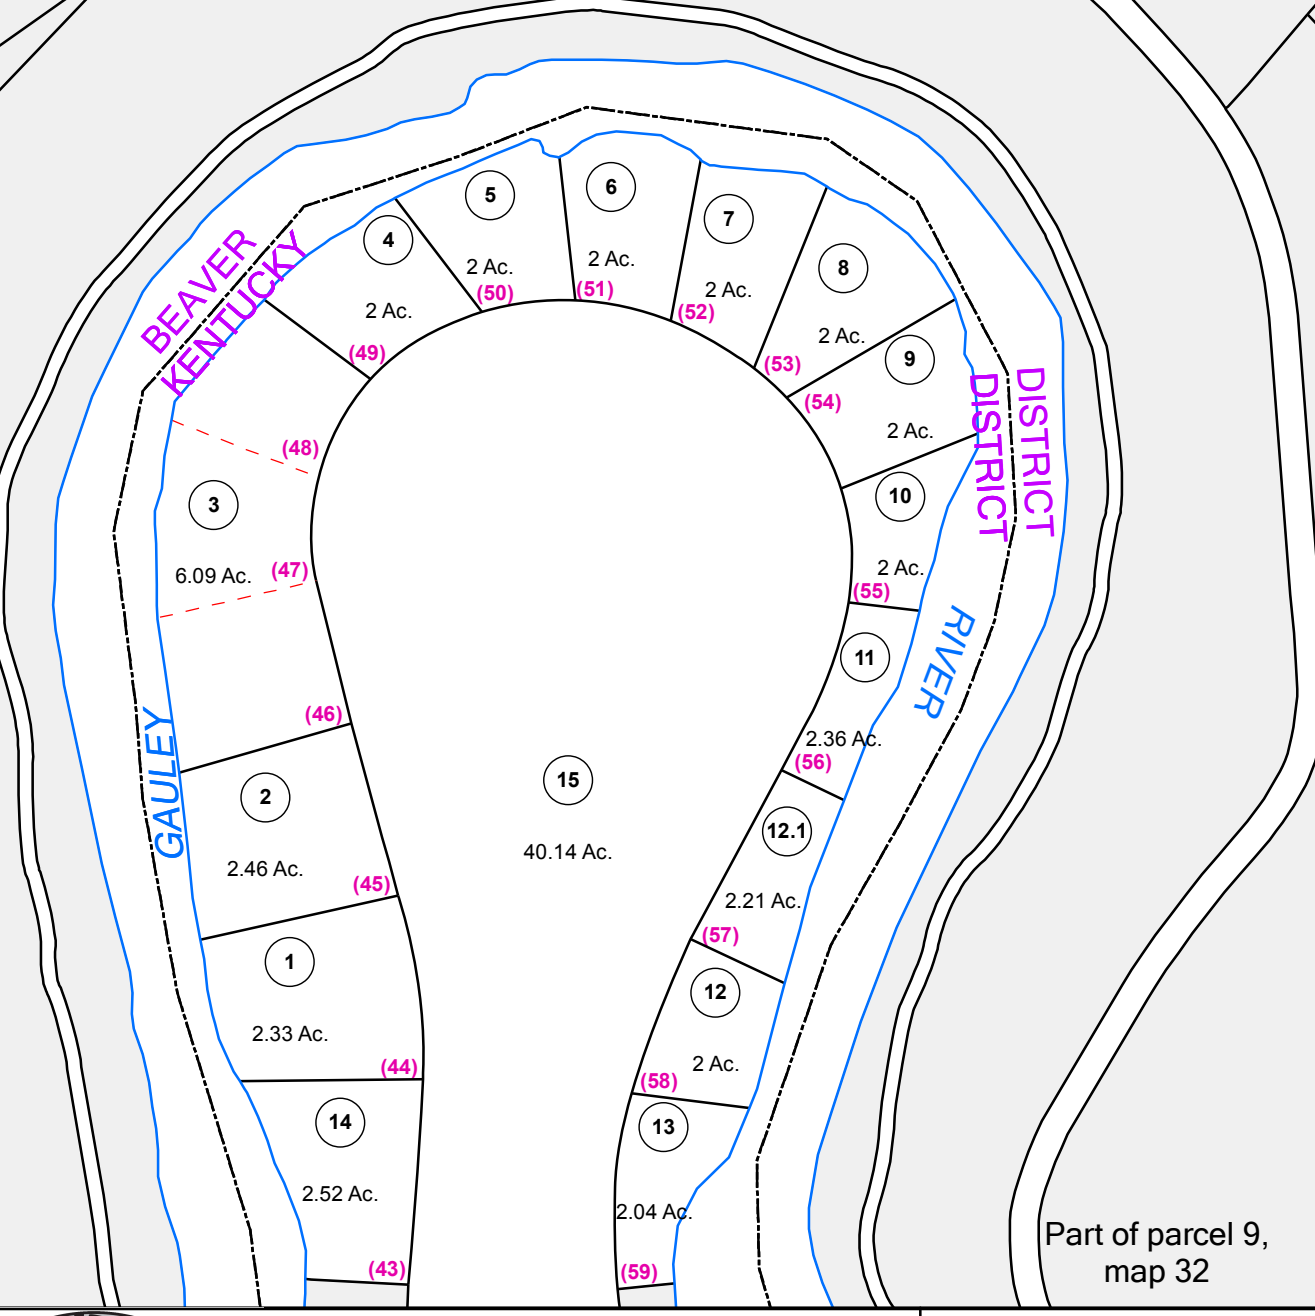 6
5
7
4
8
BEAVER
KENTUCKY
2 Ac.
2 Ac.
2 Ac.
2 Ac.
2 Ac.
(50)
(51)
(52)
(49)
(53)
9
(54)
2 Ac.
DISTRICT
DISTRICT
(48)
3
10
6.09 Ac.
(47)
2 Ac.
(55)
RIVER
11
(46)
2.36 Ac.
(56)
GAULEY
2
15
12.1
2.46 Ac.
40.14 Ac.
(45)
2.21 Ac.
(57)
1
12
2.33 Ac.
2 Ac.
(44)
(58)
14
13
2.52 Ac.
2.04 Ac.
(43)
(59)
Part of parcel 9,
map 32